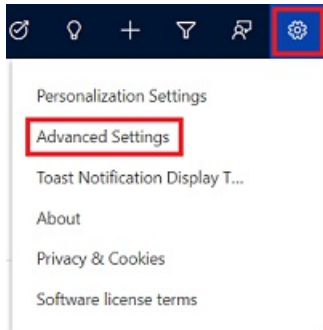 Personalization Settings
Advanced Settings
Toast Notification Display T...
About
Privacy & Cookies
Software license terms